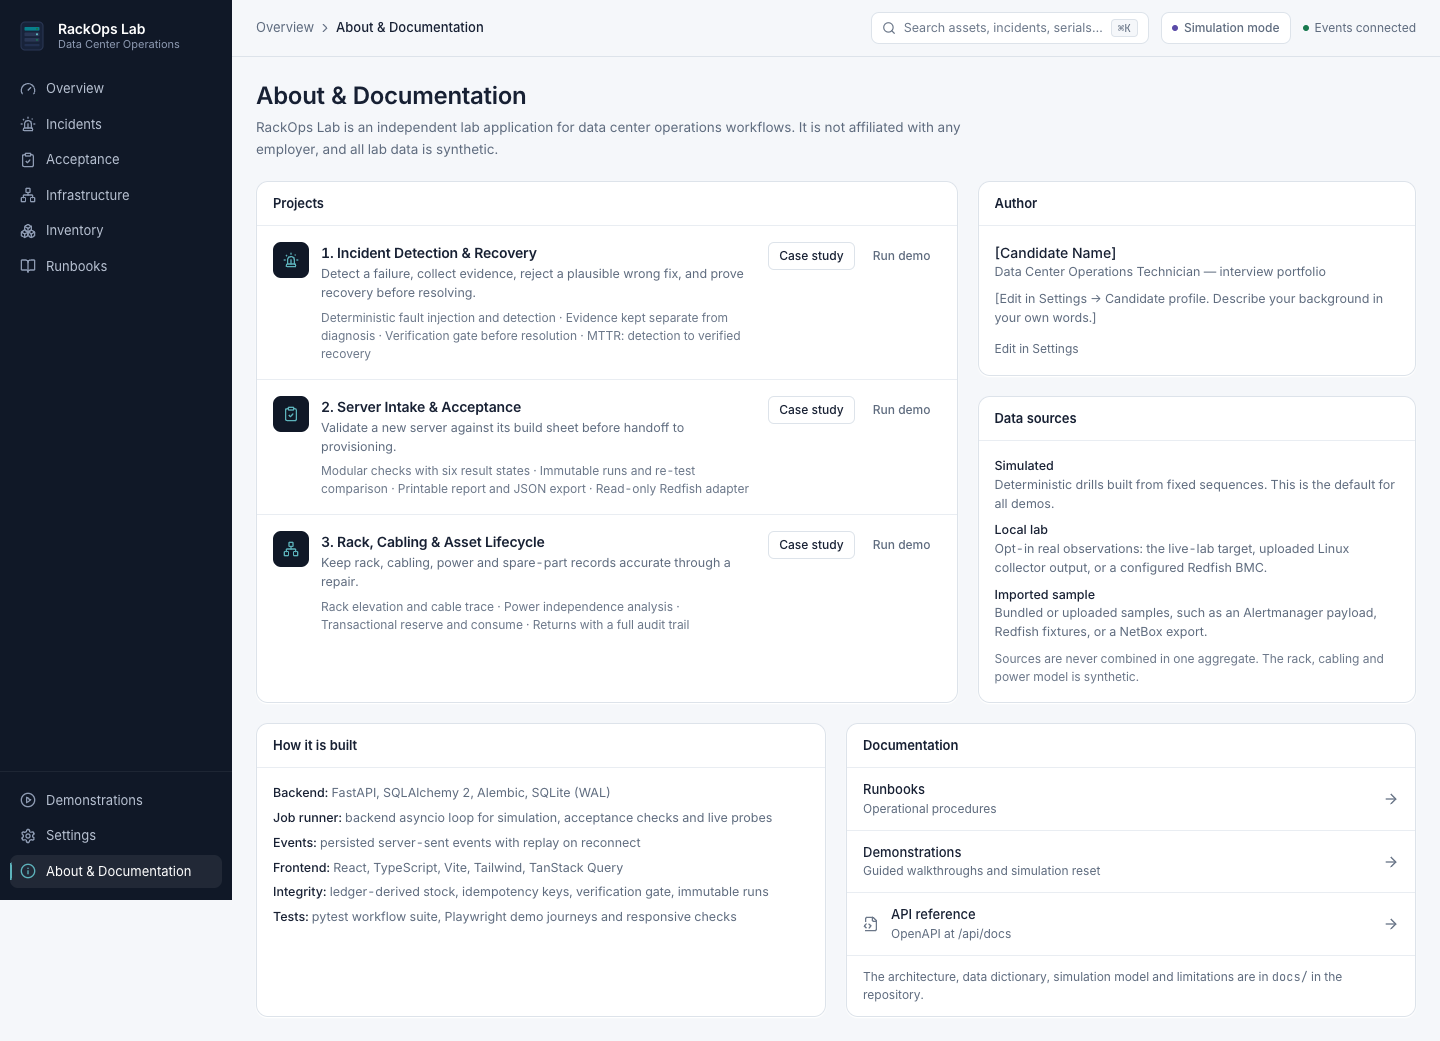 RackOps Lab
Data Center Operations
Overview
Incidents
Acceptance
Infrastructure
Inventory
Runbooks
Demonstrations
Settings
About & Documentation
Overview > About & Documentation
Search assets, incidents, serials... ⌘K
Simulation mode
Events connected
About & Documentation
RackOps Lab is an independent lab application for data center operations workflows. It is not affiliated with any
employer, and all lab data is synthetic.
Projects
1. Incident Detection & Recovery
Detect a failure, collect evidence, reject a plausible wrong fix, and prove
recovery before resolving.
Deterministic fault injection and detection · Evidence kept separate from
diagnosis · Verification gate before resolution · MTTR: detection to verified
recovery
Case study
Run demo
2. Server Intake & Acceptance
Validate a new server against its build sheet before handoff to
provisioning.
Modular checks with six result states · Immutable runs and re-test
comparison · Printable report and JSON export · Read-only Redfish adapter
Case study
Run demo
3. Rack, Cabling & Asset Lifecycle
Keep rack, cabling, power and spare-part records accurate through a
repair.
Rack elevation and cable trace · Power independence analysis ·
Transactional reserve and consume · Returns with a full audit trail
Case study
Run demo
Author
[Candidate Name]
Data Center Operations Technician — interview portfolio
[Edit in Settings → Candidate profile. Describe your background in
your own words.]
Edit in Settings
Data sources
Simulated
Deterministic drills built from fixed sequences. This is the default for
all demos.
Local lab
Opt-in real observations: the live-lab target, uploaded Linux
collector output, or a configured Redfish BMC.
Imported sample
Bundled or uploaded samples, such as an Alertmanager payload,
Redfish fixtures, or a NetBox export.
Sources are never combined in one aggregate. The rack, cabling and
power model is synthetic.
How it is built
Backend: FastAPI, SQLAlchemy 2, Alembic, SQLite (WAL)
Job runner: backend asyncio loop for simulation, acceptance checks and live probes
Events: persisted server-sent events with replay on reconnect
Frontend: React, TypeScript, Vite, Tailwind, TanStack Query
Integrity: ledger-derived stock, idempotency keys, verification gate, immutable runs
Tests: pytest workflow suite, Playwright demo journeys and responsive checks
Documentation
Runbooks
Operational procedures
Demonstrations
Guided walkthroughs and simulation reset
API reference
OpenAPI at /api/docs
The architecture, data dictionary, simulation model and limitations are in docs/ in the
repository.